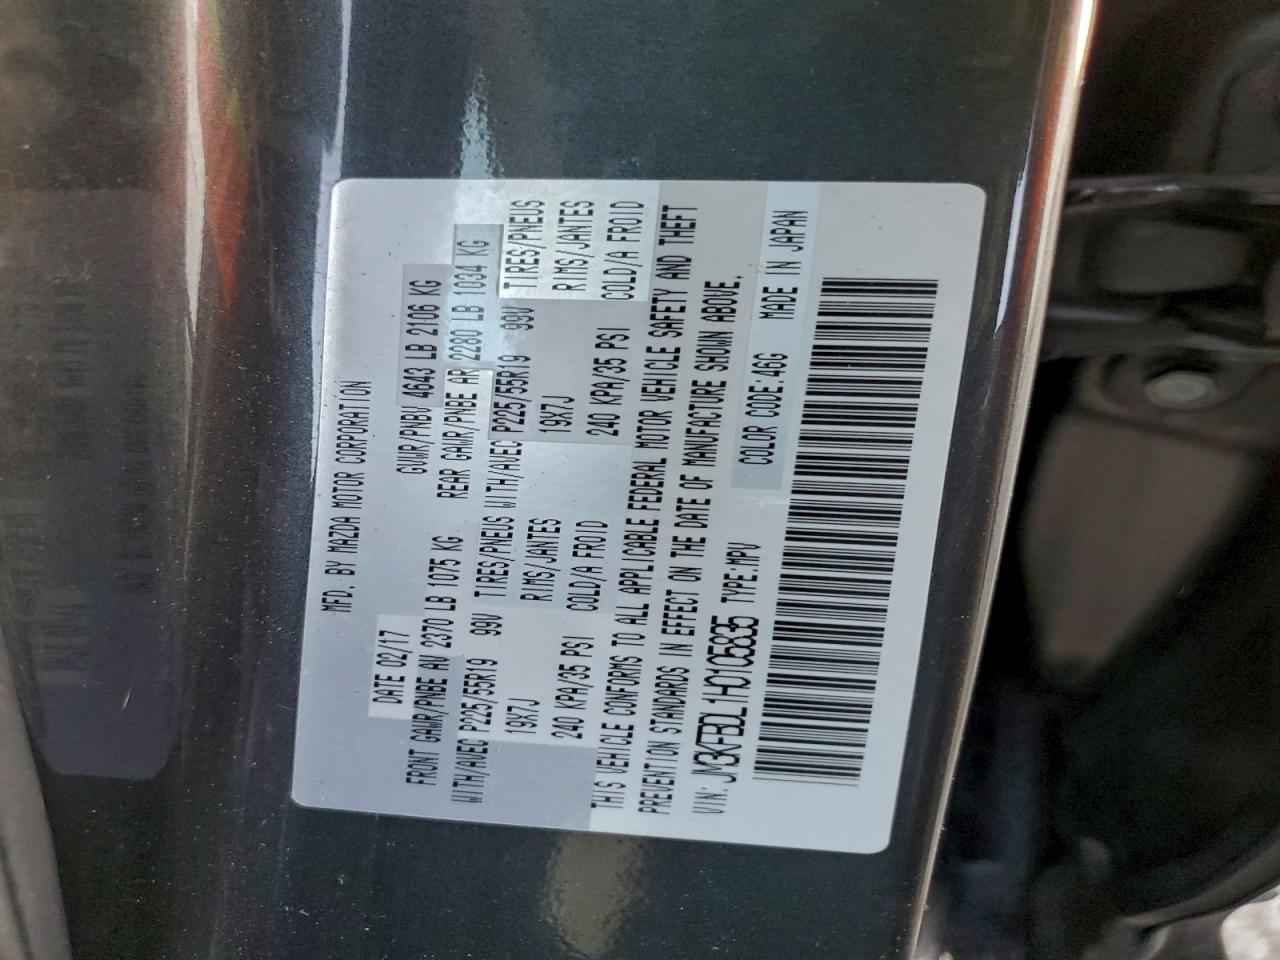 MFD. BY MAZDA MOTOR CORPORATION
DATE 02/17 GVWR/PNBV 4643 LB 2106 KG
FRONT GAWR/PNBE AV 2370 LB 1075 KG REAR GAWR/PNBE AR 2280 LB 1034 KG
WITH/AVEC P225/55R19 99V TIRES/PNEUS WITH/AVEC P225/55R19 99V TIRES/PNEUS
19X7J RIMS/JANTES 19X7J RIMS/JANTES
240 KPA/35 PSI COLD/A FROID 240 KPA/35 PSI COLD/A FROID
THIS VEHICLE CONFORMS TO ALL APPLICABLE FEDERAL MOTOR VEHICLE SAFETY AND THEFT
PREVENTION STANDARDS IN EFFECT ON THE DATE OF MANUFACTURE SHOWN ABOVE.
VIN: JM3KFBDL1H0105835 TYPE:MPV COLOR CODE:46G MADE IN JAPAN